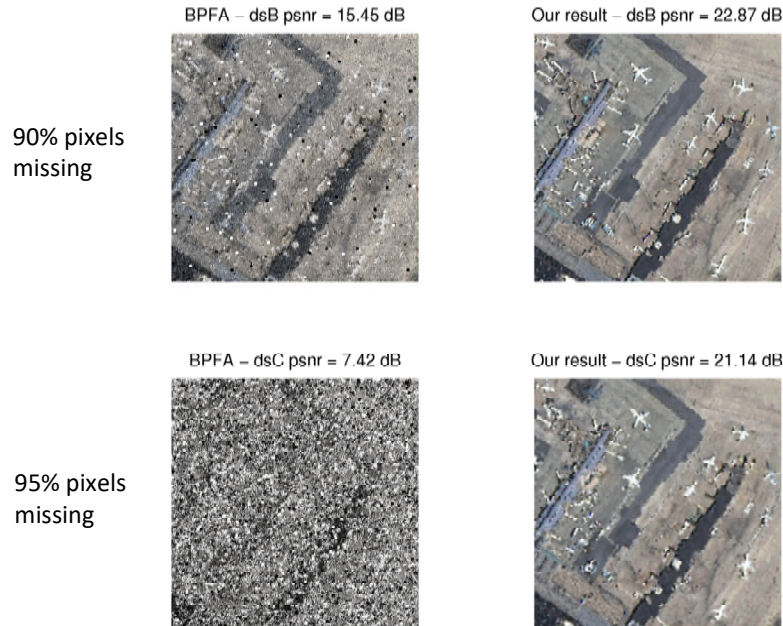 BPFA – dsB psnr = 15.45 dB
Our result – dsB psnr = 22.87 dB
90% pixels
missing
BPFA – dsC psnr = 7.42 dB
Our result – dsC psnr = 21.14 dB
95% pixels
missing